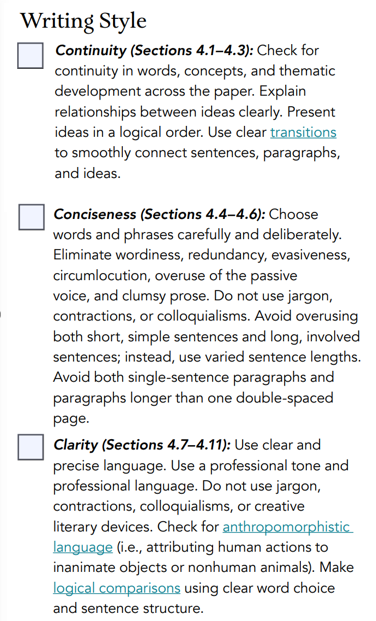 Writing Style
Continuity (Sections 4.1–4.3): Check for
continuity in words, concepts, and thematic
development across the paper. Explain
relationships between ideas clearly. Present
ideas in a logical order. Use clear transitions
to smoothly connect sentences, paragraphs,
and ideas.
Conciseness (Sections 4.4–4.6): Choose
words and phrases carefully and deliberately.
Eliminate wordiness, redundancy, evasiveness,
circumlocution, overuse of the passive
voice, and clumsy prose. Do not use jargon,
contractions, or colloquialisms. Avoid overusing
both short, simple sentences and long, involved
sentences; instead, use varied sentence lengths.
Avoid both single-sentence paragraphs and
paragraphs longer than one double-spaced
page.
Clarity (Sections 4.7–4.11): Use clear and
precise language. Use a professional tone and
professional language. Do not use jargon,
contractions, colloquialisms, or creative
literary devices. Check for anthropomorphistic
language (i.e., attributing human actions to
inanimate objects or nonhuman animals). Make
logical comparisons using clear word choice
and sentence structure.